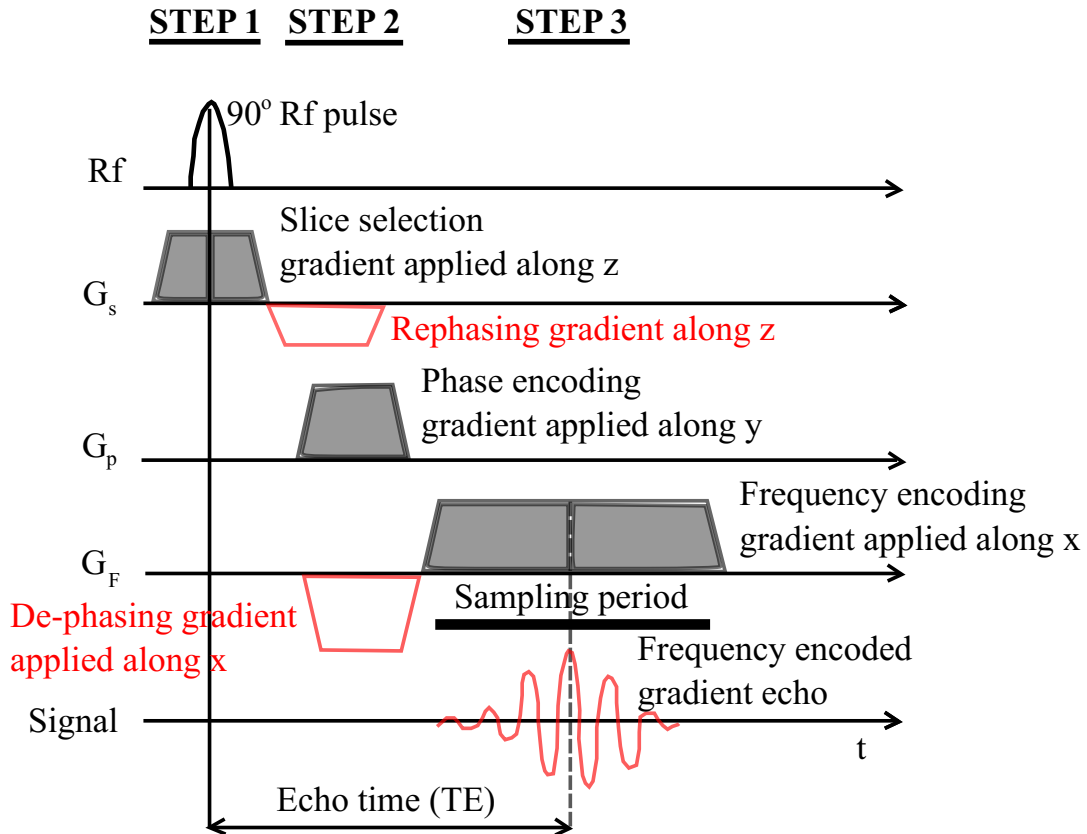 STEP 1
STEP 2
STEP 3
90° Rf pulse
Rf
Slice selection
gradient applied along z
Gs
Rephasing gradient along z
Phase encoding
gradient applied along y
Gp
Frequency encoding
gradient applied along x
GF
Sampling period
De-phasing gradient
applied along x
Frequency encoded
gradient echo
Signal
t
Echo time (TE)